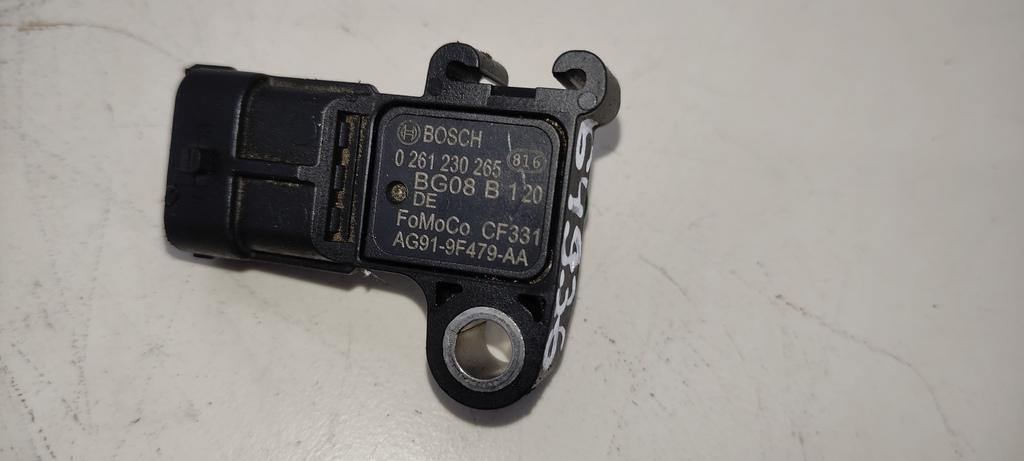 BOSCH
0 261 230 265 816
BG08 B 120
DE
FoMoCo CF331
AG91-9F479-AA